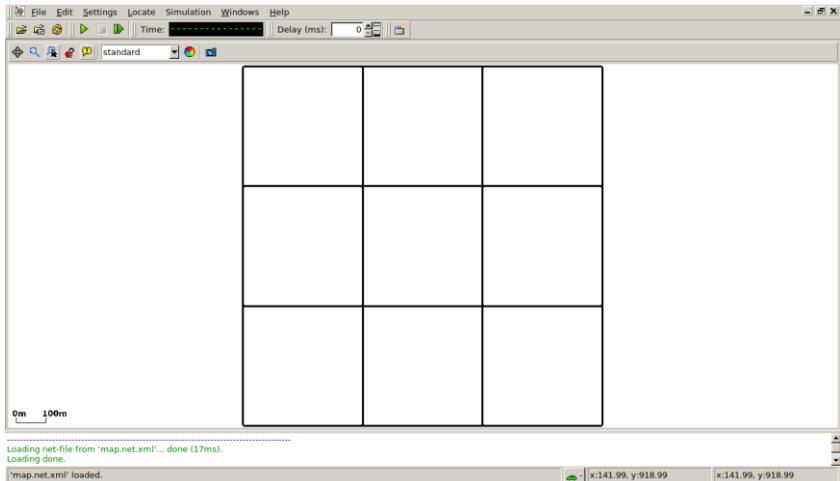 File Edit Settings Locate Simulation Windows Help
Time: Delay (ms): 0
standard
0m 100m
Loading net-file from 'map.net.xml'... done (17ms).
Loading done.
'map.net.xml' loaded. x:141.99, y:918.99 x:141.99, y:918.99